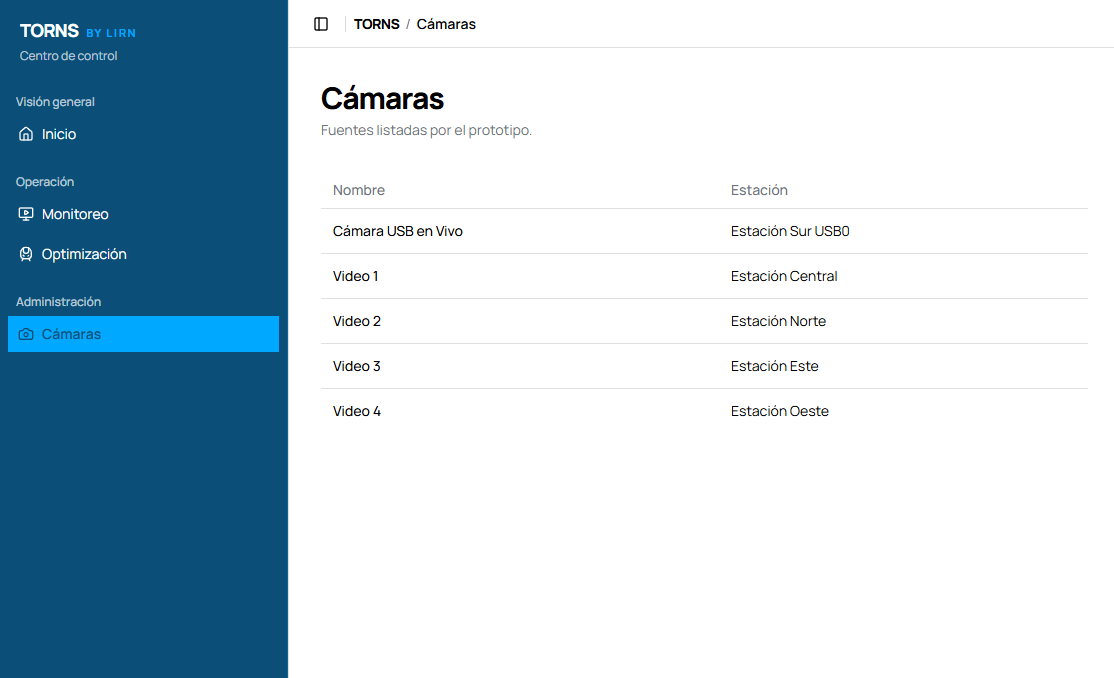 TORNS BY LIRN
Centro de control
Visión general
Inicio
Operación
Monitoreo
Optimización
Administración
Cámaras
TORNS / Cámaras
Cámaras
Fuentes listadas por el prototipo.
Nombre Estación
Cámara USB en Vivo Estación Sur USB0
Video 1 Estación Central
Video 2 Estación Norte
Video 3 Estación Este
Video 4 Estación Oeste